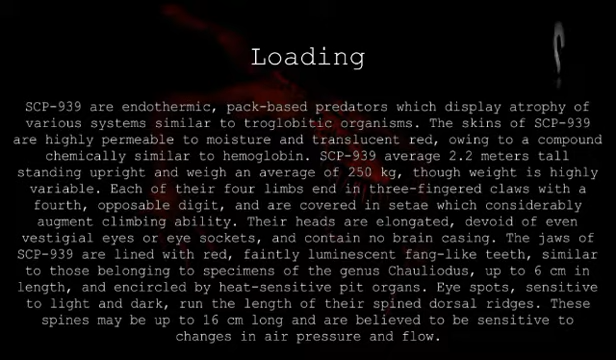 Loading
SCP-939 are endothermic, pack-based predators which display atrophy of
various systems similar to troglobitic organisms. The skins of SCP-939
are highly permeable to moisture and translucent red, owing to a compound
chemically similar to hemoglobin. SCP-939 average 2.2 meters tall
standing upright and weigh an average of 250 kg, though weight is highly
variable. Each of their four limbs end in three-fingered claws with a
fourth, opposable digit, and are covered in setae which considerably
augment climbing ability. Their heads are elongated, devoid of even
vestigial eyes or eye sockets, and contain no brain casing. The jaws of
SCP-939 are lined with red, faintly luminescent fang-like teeth, similar
to those belonging to specimens of the genus Chauliodus, up to 6 cm in
length, and encircled by heat-sensitive pit organs. Eye spots, sensitive
to light and dark, run the length of their spined dorsal ridges. These
spines may be up to 16 cm long and are believed to be sensitive to
changes in air pressure and flow.